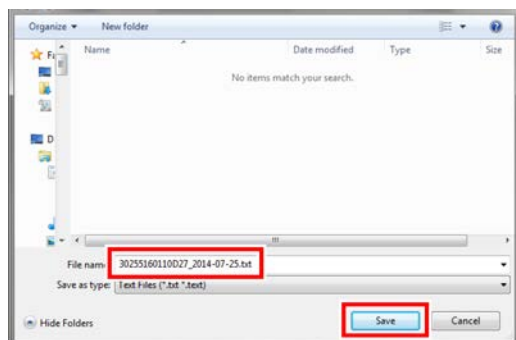 Organize New folder
Name Date modified Type Size
No items match your search.
File name: 30255160110D27_2014-07-25.txt
Save as type: Text Files (*.txt *.text)
Hide Folders Save Cancel